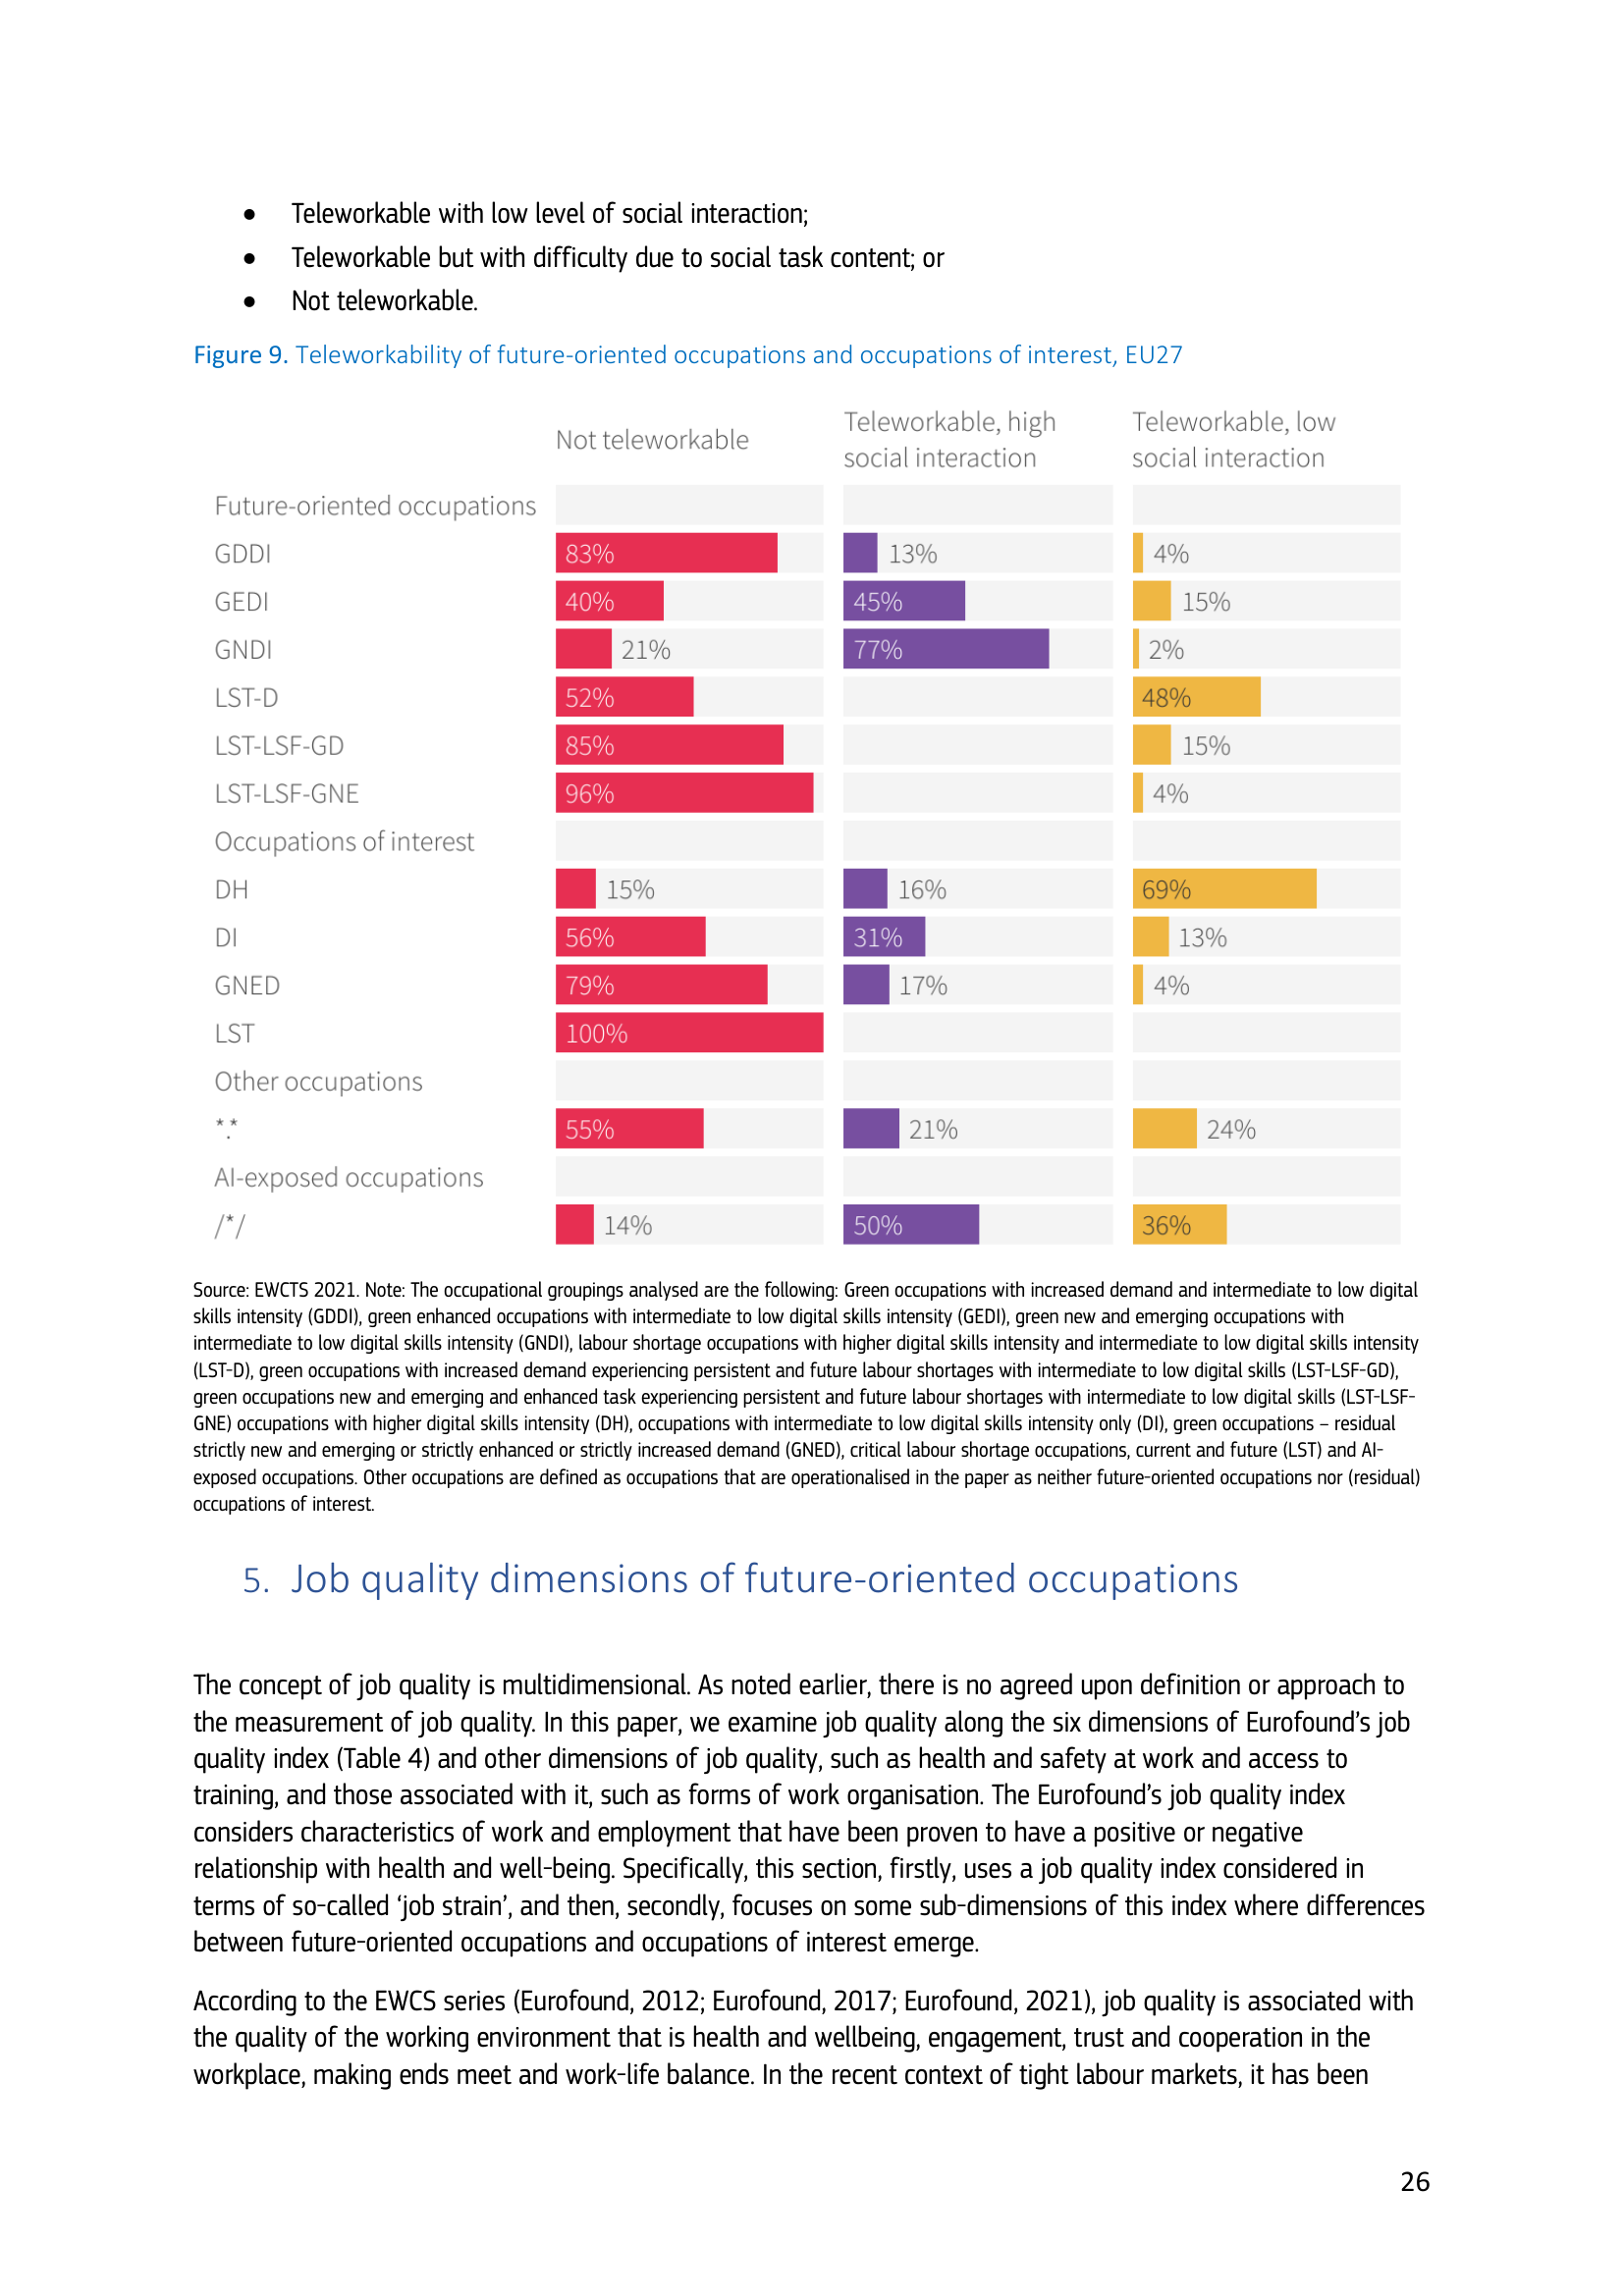 • Teleworkable with low level of social interaction;
• Teleworkable but with difficulty due to social task content; or
• Not teleworkable.
Figure 9. Teleworkability of future-oriented occupations and occupations of interest, EU27
Not teleworkable
Teleworkable, high
social interaction
Teleworkable, low
social interaction
Future-oriented occupations
GDDI 83% 13% 4%
GEDI 40% 45% 15%
GNDI 21% 77% 2%
LST-D 52% 48%
LST-LSF-GD 85% 15%
LST-LSF-GNE 96% 4%
Occupations of interest
DH 15% 16% 69%
DI 56% 31% 13%
GNED 79% 17% 4%
LST 100%
Other occupations
*.* 55% 21% 24%
AI-exposed occupations
/*/ 14% 50% 36%
Source: EWCTS 2021. Note: The occupational groupings analysed are the following: Green occupations with increased demand and intermediate to low digital
skills intensity (GDDI), green enhanced occupations with intermediate to low digital skills intensity (GEDI), green new and emerging occupations with
intermediate to low digital skills intensity (GNDI), labour shortage occupations with higher digital skills intensity and intermediate to low digital skills intensity
(LST-D), green occupations with increased demand experiencing persistent and future labour shortages with intermediate to low digital skills (LST-LSF-GD),
green occupations new and emerging and enhanced task experiencing persistent and future labour shortages with intermediate to low digital skills (LST-LSF-
GNE) occupations with higher digital skills intensity (DH), occupations with intermediate to low digital skills intensity only (DI), green occupations – residual
strictly new and emerging or strictly enhanced or strictly increased demand (GNED), critical labour shortage occupations, current and future (LST) and AI-
exposed occupations. Other occupations are defined as occupations that are operationalised in the paper as neither future-oriented occupations nor (residual)
occupations of interest.
5. Job quality dimensions of future-oriented occupations
The concept of job quality is multidimensional. As noted earlier, there is no agreed upon definition or approach to
the measurement of job quality. In this paper, we examine job quality along the six dimensions of Eurofound's job
quality index (Table 4) and other dimensions of job quality, such as health and safety at work and access to
training, and those associated with it, such as forms of work organisation. The Eurofound's job quality index
considers characteristics of work and employment that have been proven to have a positive or negative
relationship with health and well-being. Specifically, this section, firstly, uses a job quality index considered in
terms of so-called 'job strain', and then, secondly, focuses on some sub-dimensions of this index where differences
between future-oriented occupations and occupations of interest emerge.
According to the EWCS series (Eurofound, 2012; Eurofound, 2017; Eurofound, 2021), job quality is associated with
the quality of the working environment that is health and wellbeing, engagement, trust and cooperation in the
workplace, making ends meet and work-life balance. In the recent context of tight labour markets, it has been
26